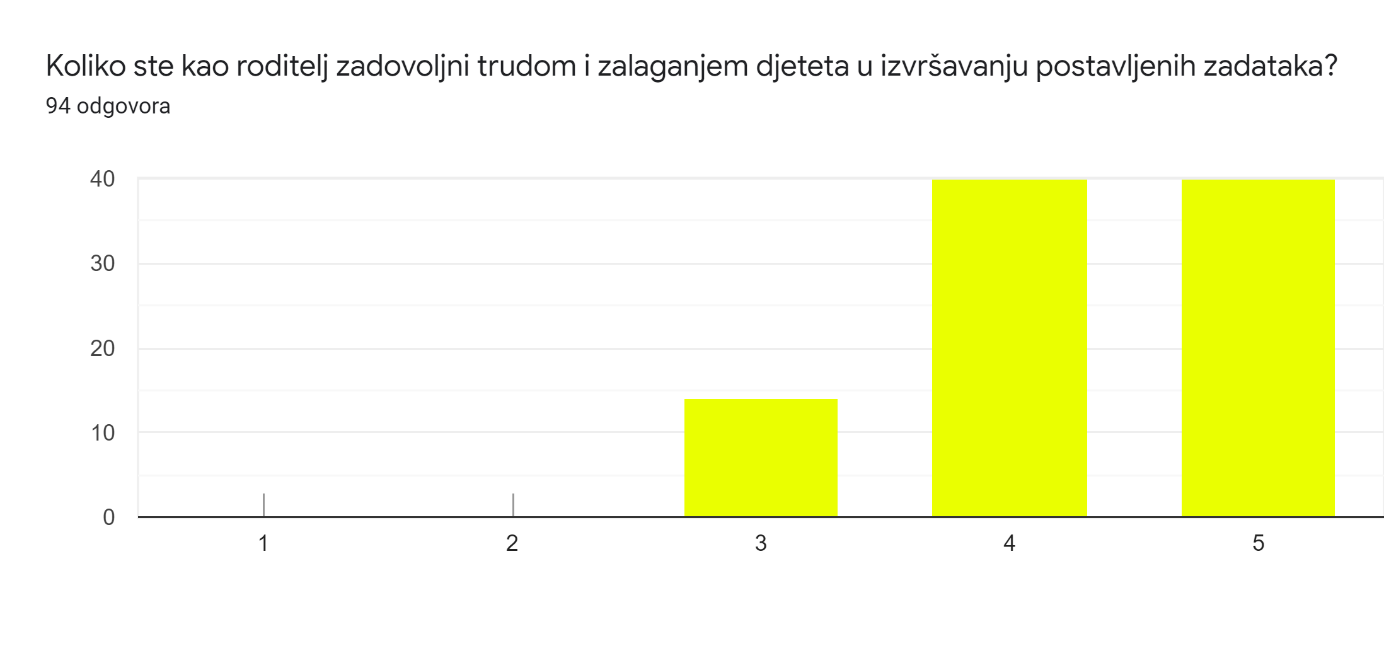 Koliko ste kao roditelj zadovoljni trudom i zalaganjem djeteta u izvršavanju postavljenih zadataka?
94 odgovora
40
30
20
10
0
1 2 3 4 5